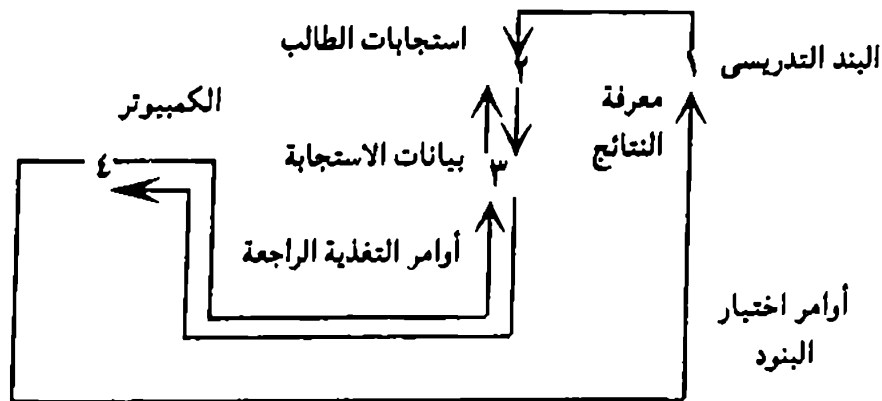 استجابات الطالب
١
٢
البند التدريسى
معرفة
النتائج
الكمبيوتر
بيانات الاستجابة
٣
٤
أوامر التغذية الراجعة
أوامر اختبار
البنود